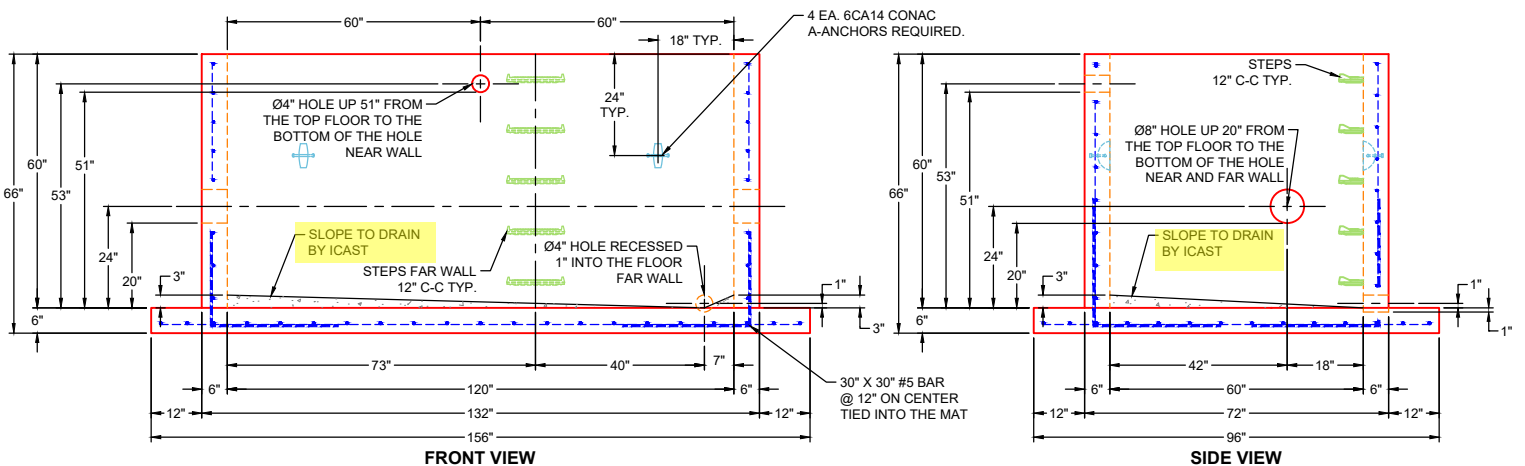 60"
60"
4 EA. 6CA14 CONAC
A-ANCHORS REQUIRED.
18" TYP.
Ø4" HOLE UP 51" FROM
THE TOP FLOOR TO THE
BOTTOM OF THE HOLE
NEAR WALL
24"
TYP.
66"
60"
53"
51"
24"
20"
SLOPE TO DRAIN
BY ICAST
STEPS FAR WALL
12" C-C TYP.
Ø4" HOLE RECESSED
1" INTO THE FLOOR
FAR WALL
3"
6"
1"
3"
73"
40"
7"
6"
120"
6"
12"
132"
12"
156"
30" X 30" #5 BAR
@ 12" ON CENTER
TIED INTO THE MAT
FRONT VIEW
STEPS
12" C-C TYP.
Ø8" HOLE UP 20" FROM
THE TOP FLOOR TO THE
BOTTOM OF THE HOLE
NEAR AND FAR WALL
66"
60"
53"
51"
24"
20"
SLOPE TO DRAIN
BY ICAST
3"
6"
1"
1"
42"
18"
6"
60"
6"
12"
72"
12"
96"
SIDE VIEW